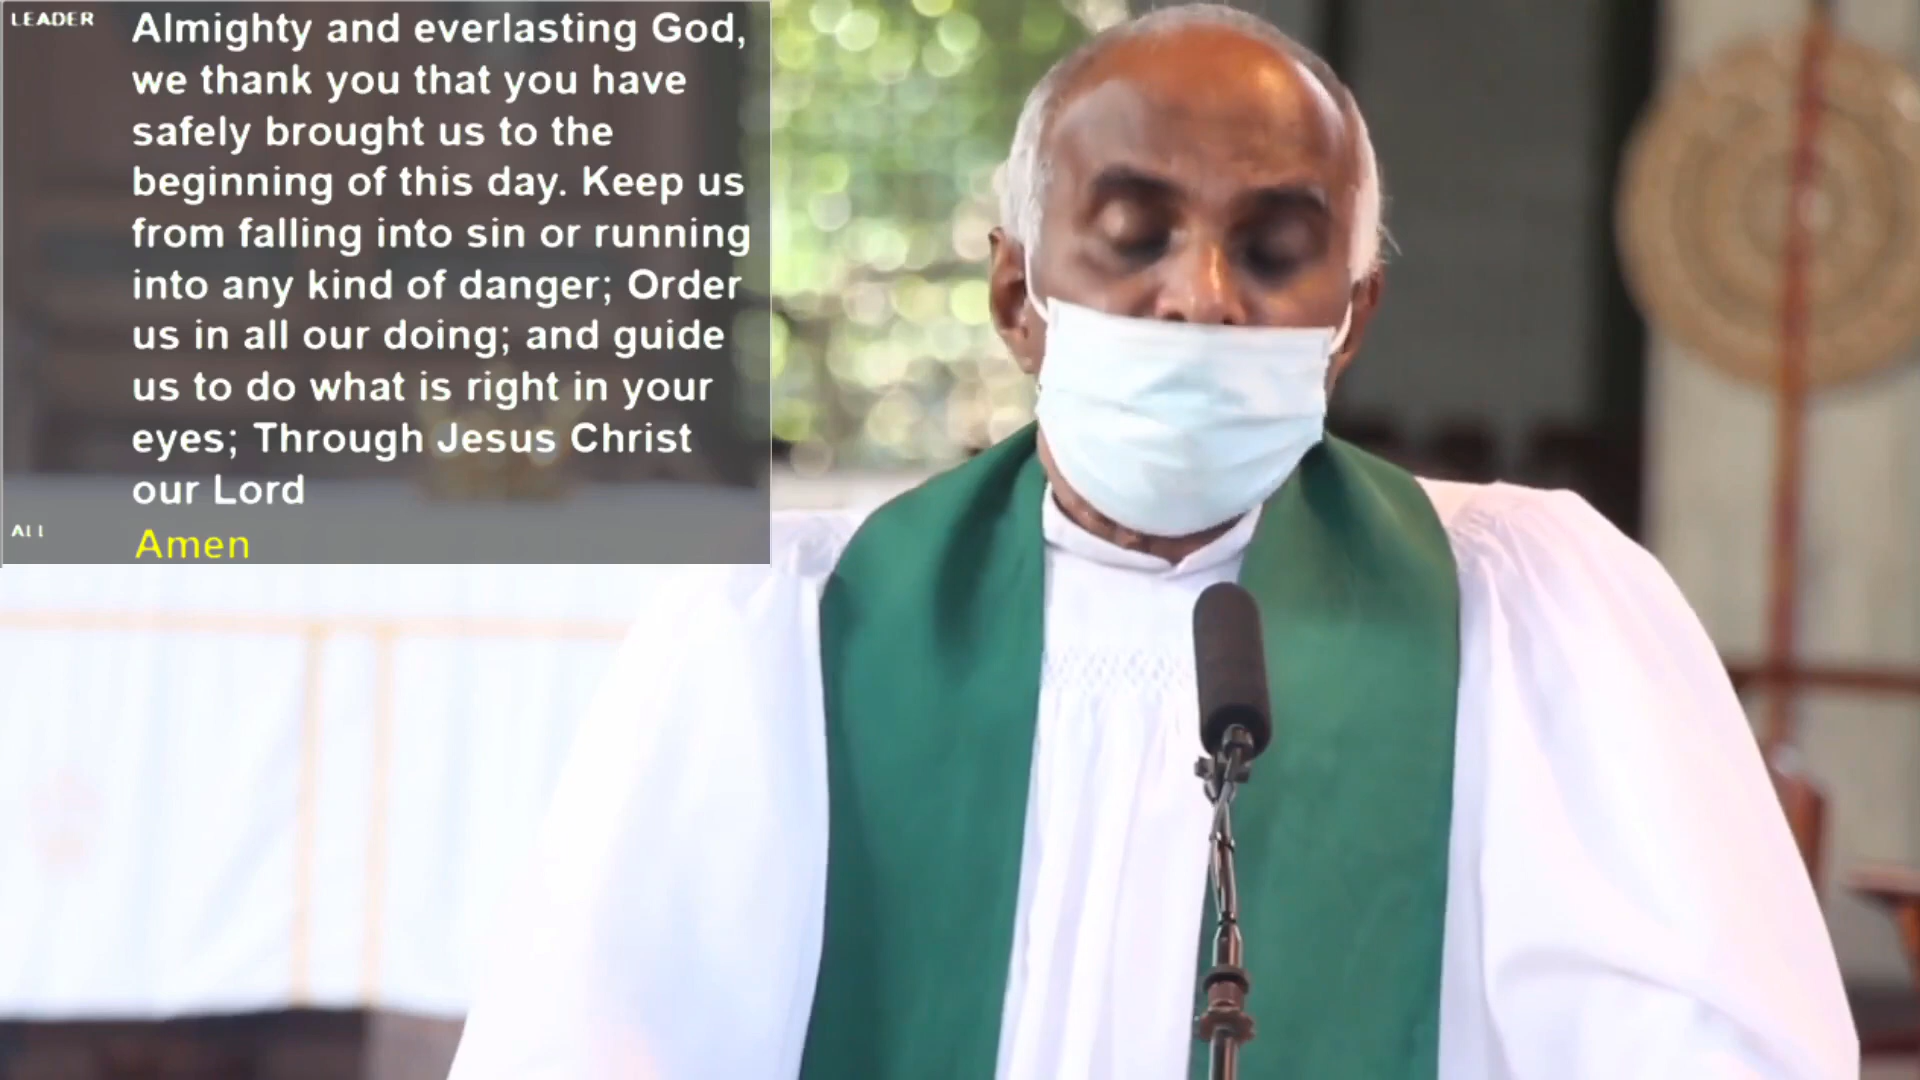 LEADER
Almighty and everlasting God,
we thank you that you have
safely brought us to the
beginning of this day. Keep us
from falling into sin or running
into any kind of danger; Order
us in all our doing; and guide
us to do what is right in your
eyes; Through Jesus Christ
our Lord
ALL
Amen